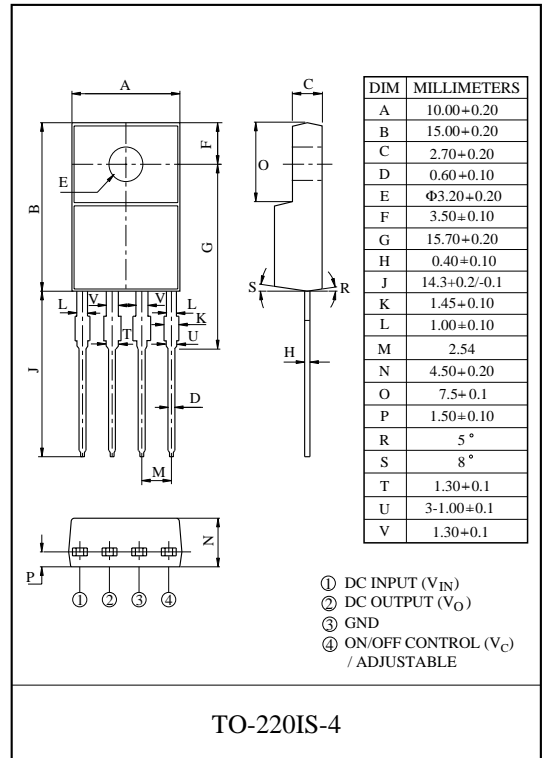 A
C
F
O
E
B
G
S
R
L
V
V
L
K
T
U
H
J
D
M
N
P
① ② ③ ④
DIM MILLIMETERS
A 10.00+0.20
B 15.00+0.20
C 2.70+0.20
D 0.60+0.10
E Φ3.20+0.20
F 3.50±0.10
G 15.70+0.20
H 0.40±0.10
J 14.3+0.2/-0.1
K 1.45+0.10
L 1.00±0.10
M 2.54
N 4.50+0.20
O 7.5+0.1
P 1.50±0.10
R 5°
S 8°
T 1.30+0.1
U 3-1.00±0.1
V 1.30+0.1
① DC INPUT (VIN)
② DC OUTPUT (VO)
③ GND
④ ON/OFF CONTROL (VC)
/ ADJUSTABLE
TO-220IS-4